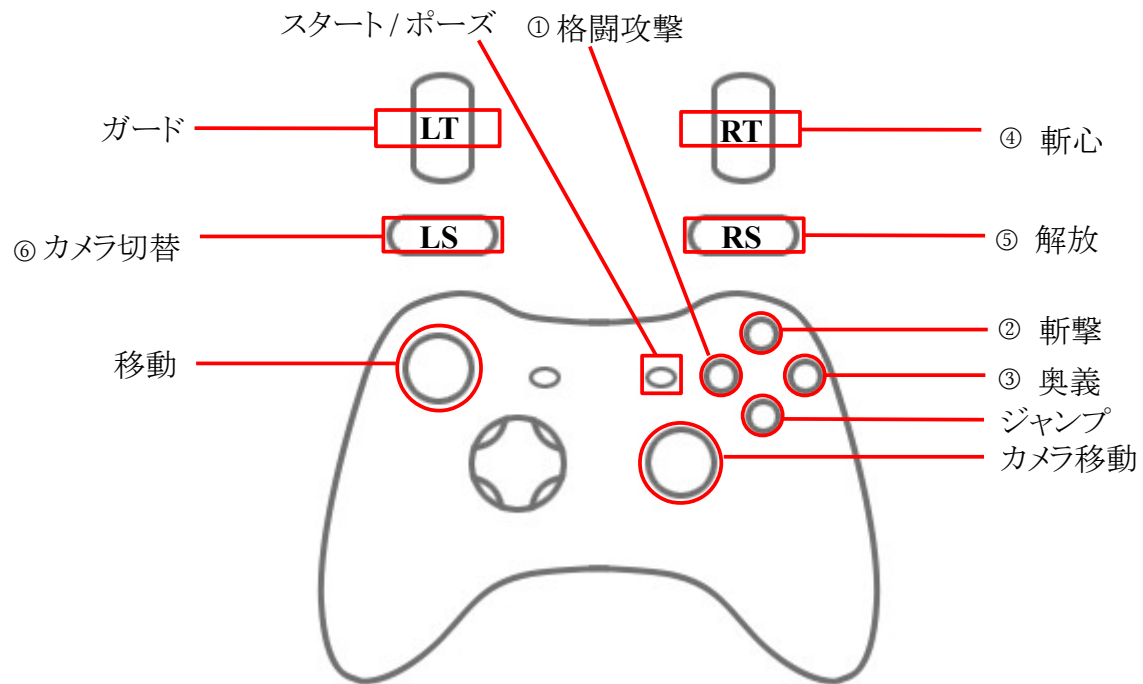 スタート/ポーズ
①格闘攻撃
ガード
LT
RT
④ 斬心
⑥カメラ切替
LS
RS
⑤ 解放
移動
② 斬撃
③ 奥義
ジャンプ
カメラ移動